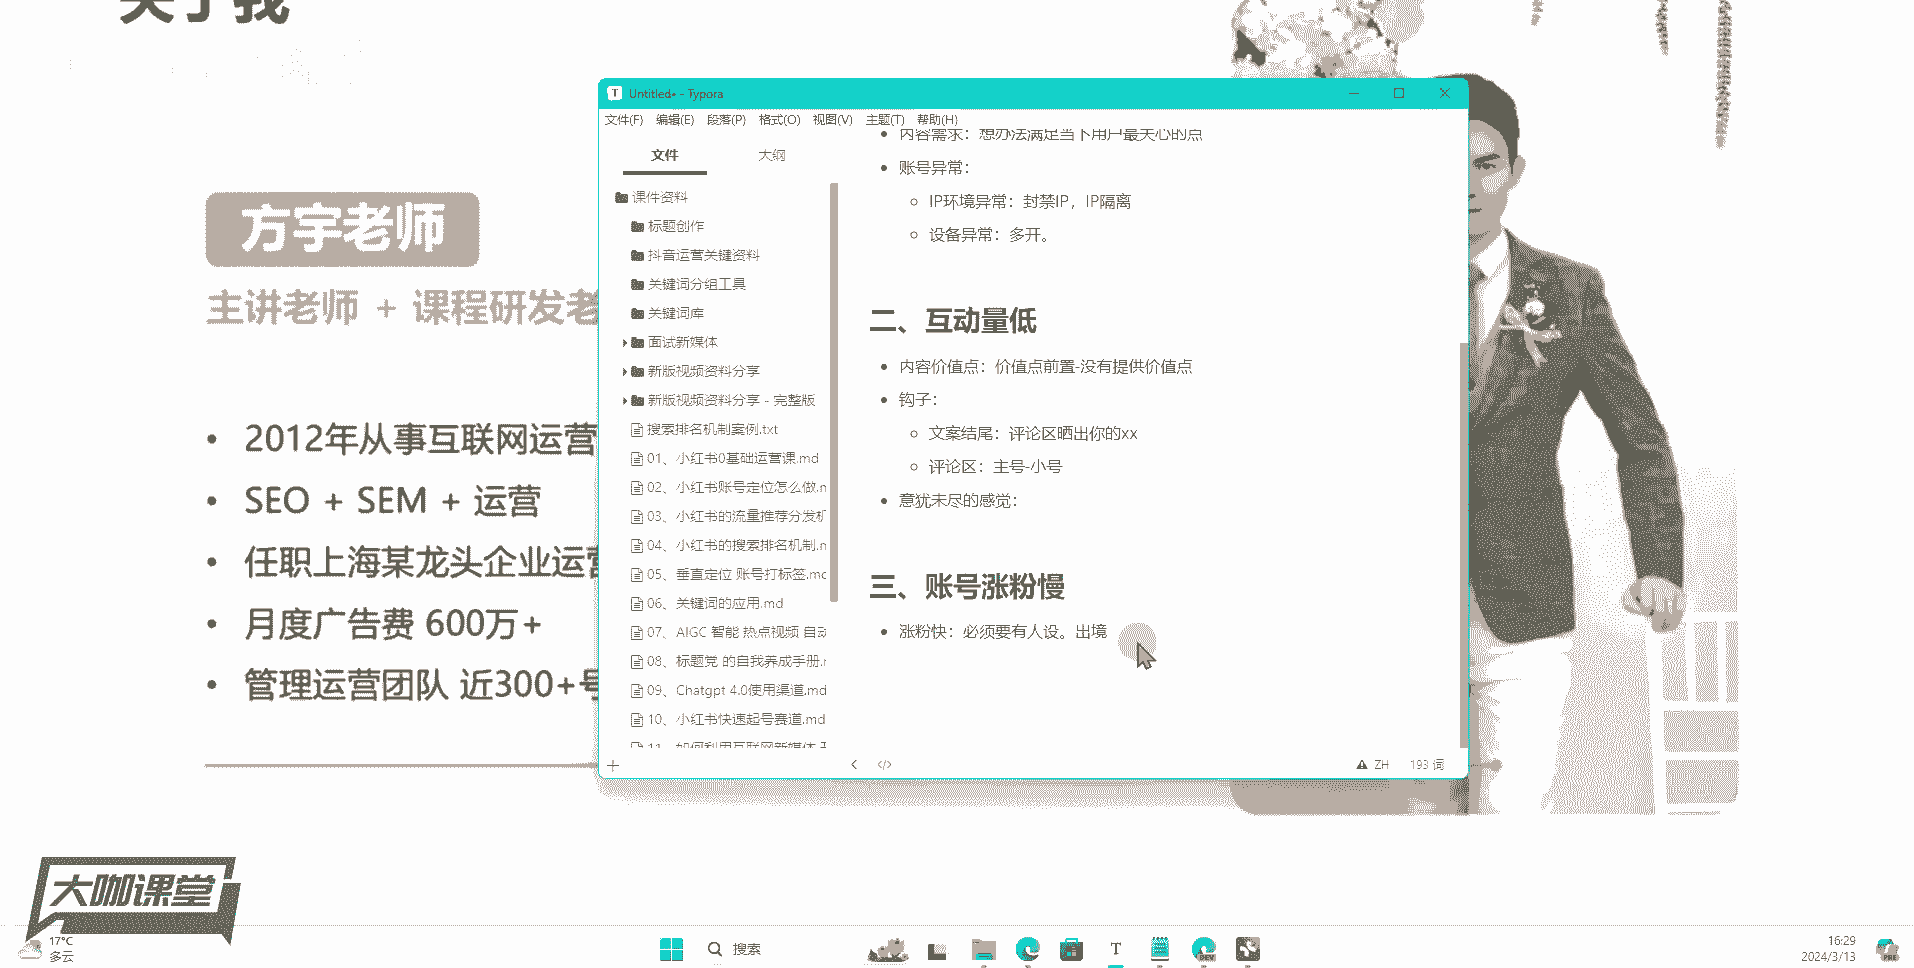 关于我
方宇老师
主讲老师 + 课程研发老
2012年从事互联网运营
SEO + SEM + 运营
任职上海某龙头企业运营
月度广告费 600万+
管理运营团队 近300+号
大咖课堂
Untitled• - Typora
文件(F) 编辑(E) 段落(P) 格式(O) 视图(V) 主题(T) 帮助(H)
文件 大纲
课件资料
标题创作
抖音运营关键资料
关键词分组工具
关键词库
面试新媒体
新版视频资料分享
新版视频资料分享 - 完整版
搜索排名机制案例.txt
01、小红书0基础运营课.md
02、小红书账号定位怎么做.m
03、小红书的流量推荐分发机
04、小红书的搜索排名机制.m
05、垂直定位 账号打标签.md
06、关键词的应用.md
07、AIGC 智能 热点视频 自动
08、标题党 的自我养成手册.m
09、Chatgpt 4.0使用渠道.md
10、小红书快速起号赛道.md
11、如何利用互联网新媒体
内容需求：想办法满足当下用户最关心的点
账号异常：
IP环境异常：封禁IP，IP隔离
设备异常：多开。
二、互动量低
内容价值点：价值点前置-没有提供价值点
钩子：
文案结尾：评论区晒出你的xx
评论区：主号-小号
意犹未尽的感觉：
三、账号涨粉慢
涨粉快：必须要有人设。出境
ZH 193 词
17°C
多云
搜索
T
DEV
16:29
2024/3/13
PRE